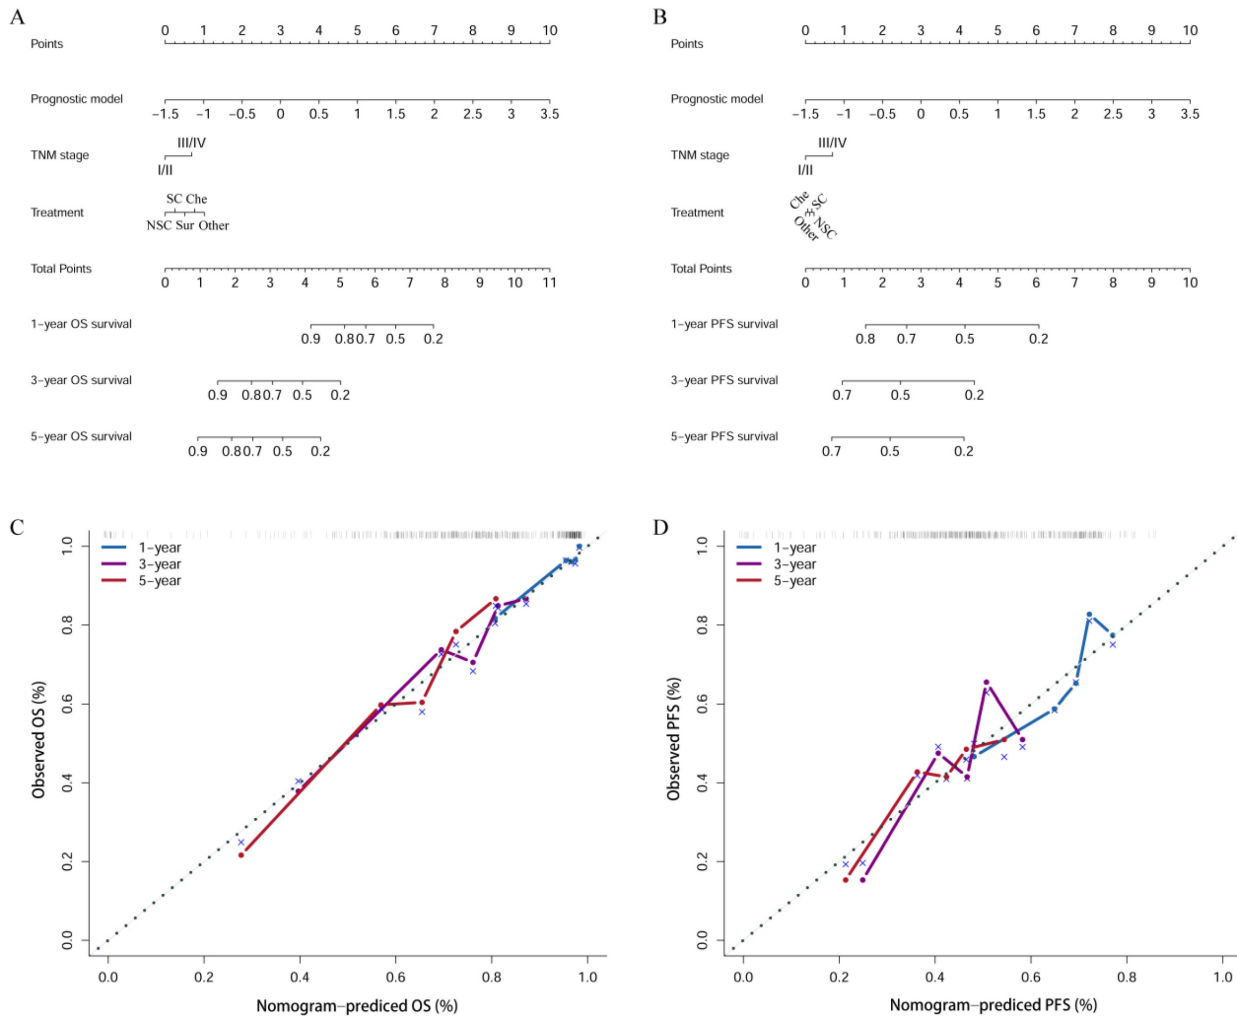 A
Points
0 1 2 3 4 5 6 7 8 9 10
Prognostic model
−1.5 −1 −0.5 0 0.5 1 1.5 2 2.5 3 3.5
III/IV
TNM stage
I/II
SC Che
Treatment
NSC Sur Other
Total Points
0 1 2 3 4 5 6 7 8 9 10 11
1−year OS survival
0.9 0.8 0.7 0.5 0.2
3−year OS survival
0.9 0.8 0.7 0.5 0.2
5−year OS survival
0.9 0.8 0.7 0.5 0.2
B
Points
0 1 2 3 4 5 6 7 8 9 10
Prognostic model
−1.5 −1 −0.5 0 0.5 1 1.5 2 2.5 3 3.5
III/IV
TNM stage
I/II
Che SC
Treatment
Other NSC
Total Points
0 1 2 3 4 5 6 7 8 9 10
1−year PFS survival
0.8 0.7 0.5 0.2
3−year PFS survival
0.7 0.5 0.2
5−year PFS survival
0.7 0.5 0.2
C
1−year
3−year
5−year
Observed OS (%)
1.0
0.8
0.6
0.4
0.2
0.0
0.0 0.2 0.4 0.6 0.8 1.0
Nomogram−prediced OS (%)
D
1−year
3−year
5−year
Observed PFS (%)
1.0
0.8
0.6
0.4
0.2
0.0
0.0 0.2 0.4 0.6 0.8 1.0
Nomogram−prediced PFS (%)